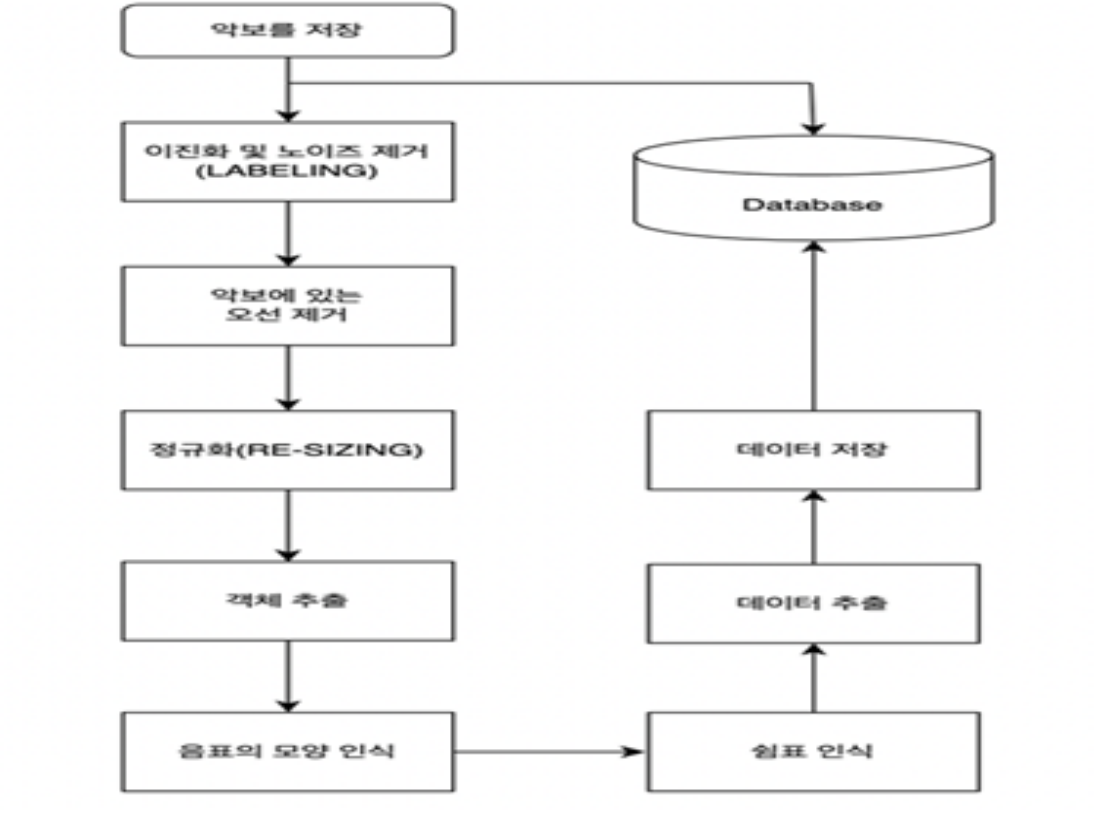 악보를 저장
이진화 및 노이즈 제거
(LABELING)
악보에 있는
오선 제거
정규화(RE-SIZING)
객체 추출
음표의 모양 인식
쉼표 인식
데이터 추출
데이터 저장
Database